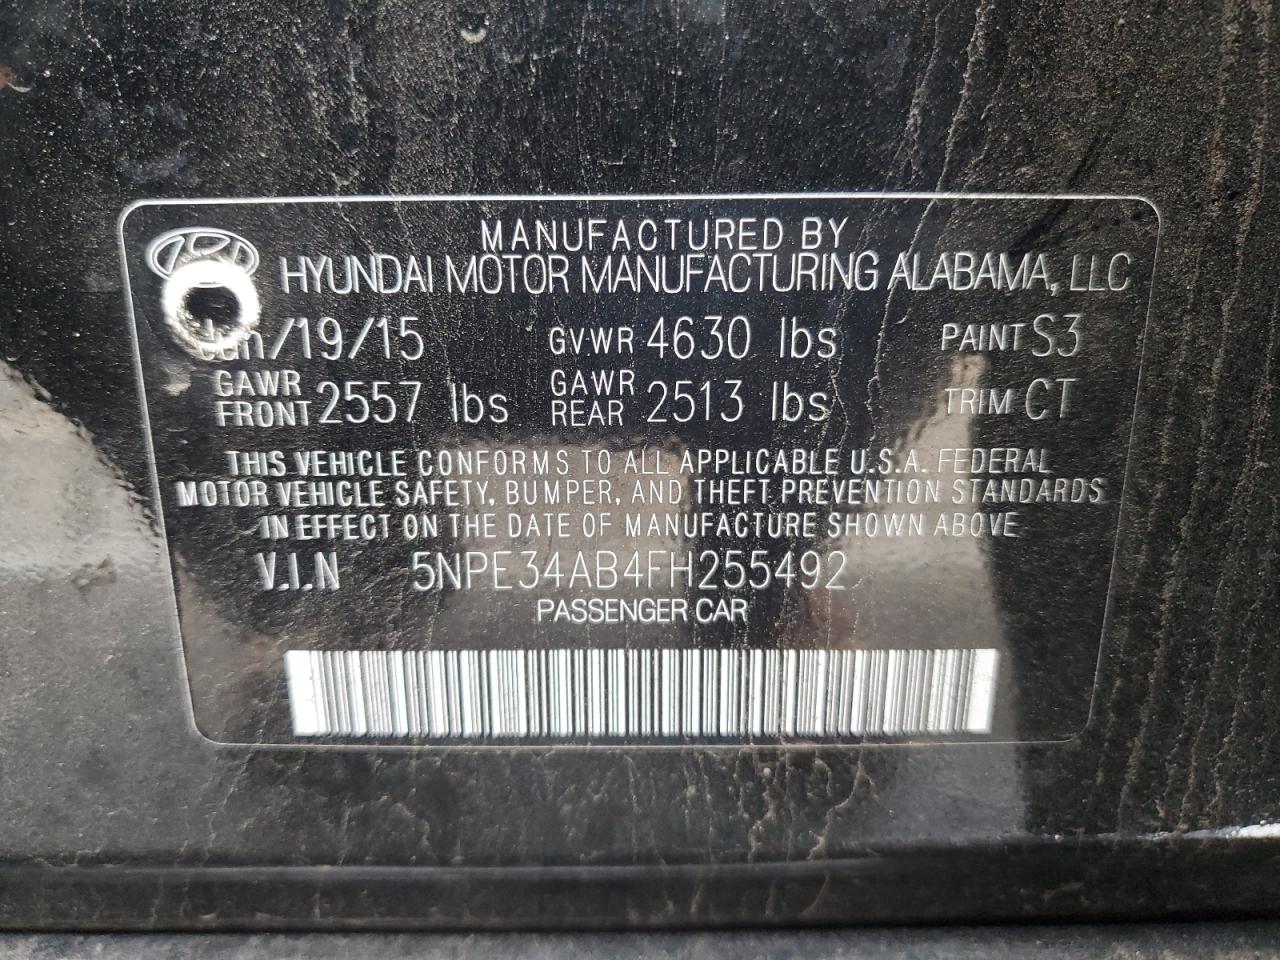 MANUFACTURED BY
HYUNDAI MOTOR MANUFACTURING ALABAMA, LLC
/19/15 GVWR 4630 lbs PAINT S3
GAWR FRONT 2557 lbs GAWR REAR 2513 lbs TRIM CT
THIS VEHICLE CONFORMS TO ALL APPLICABLE U.S.A. FEDERAL
MOTOR VEHICLE SAFETY, BUMPER, AND THEFT PREVENTION STANDARDS
IN EFFECT ON THE DATE OF MANUFACTURE SHOWN ABOVE
V.I.N 5NPE34AB4FH255492
PASSENGER CAR